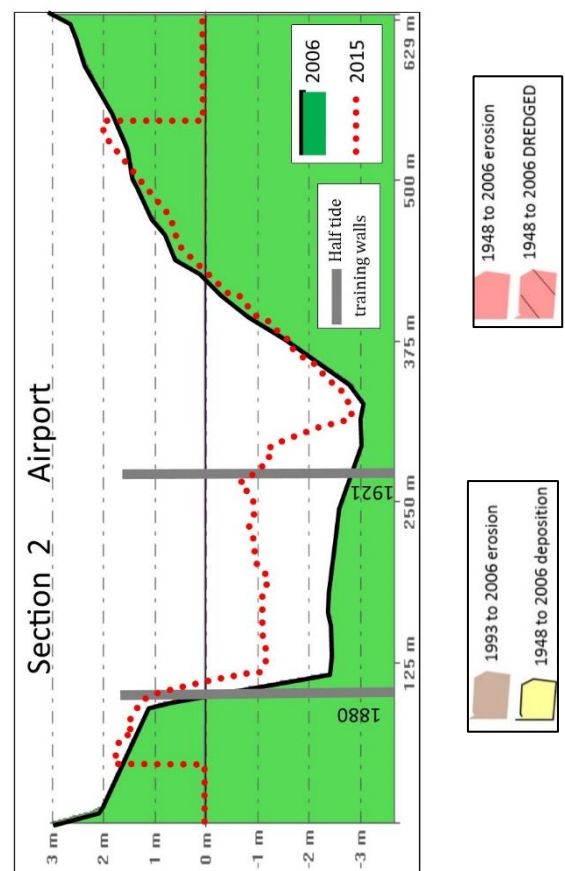 Section 2 Airport
3 m
2 m
1 m
0 m
-1 m
-2 m
-3 m
125 m
250 m
375 m
500 m
629 m
1880
1921
Half tide
training walls
2006
2015
1993 to 2006 erosion
1948 to 2006 deposition
1948 to 2006 erosion
1948 to 2006 DREDGED